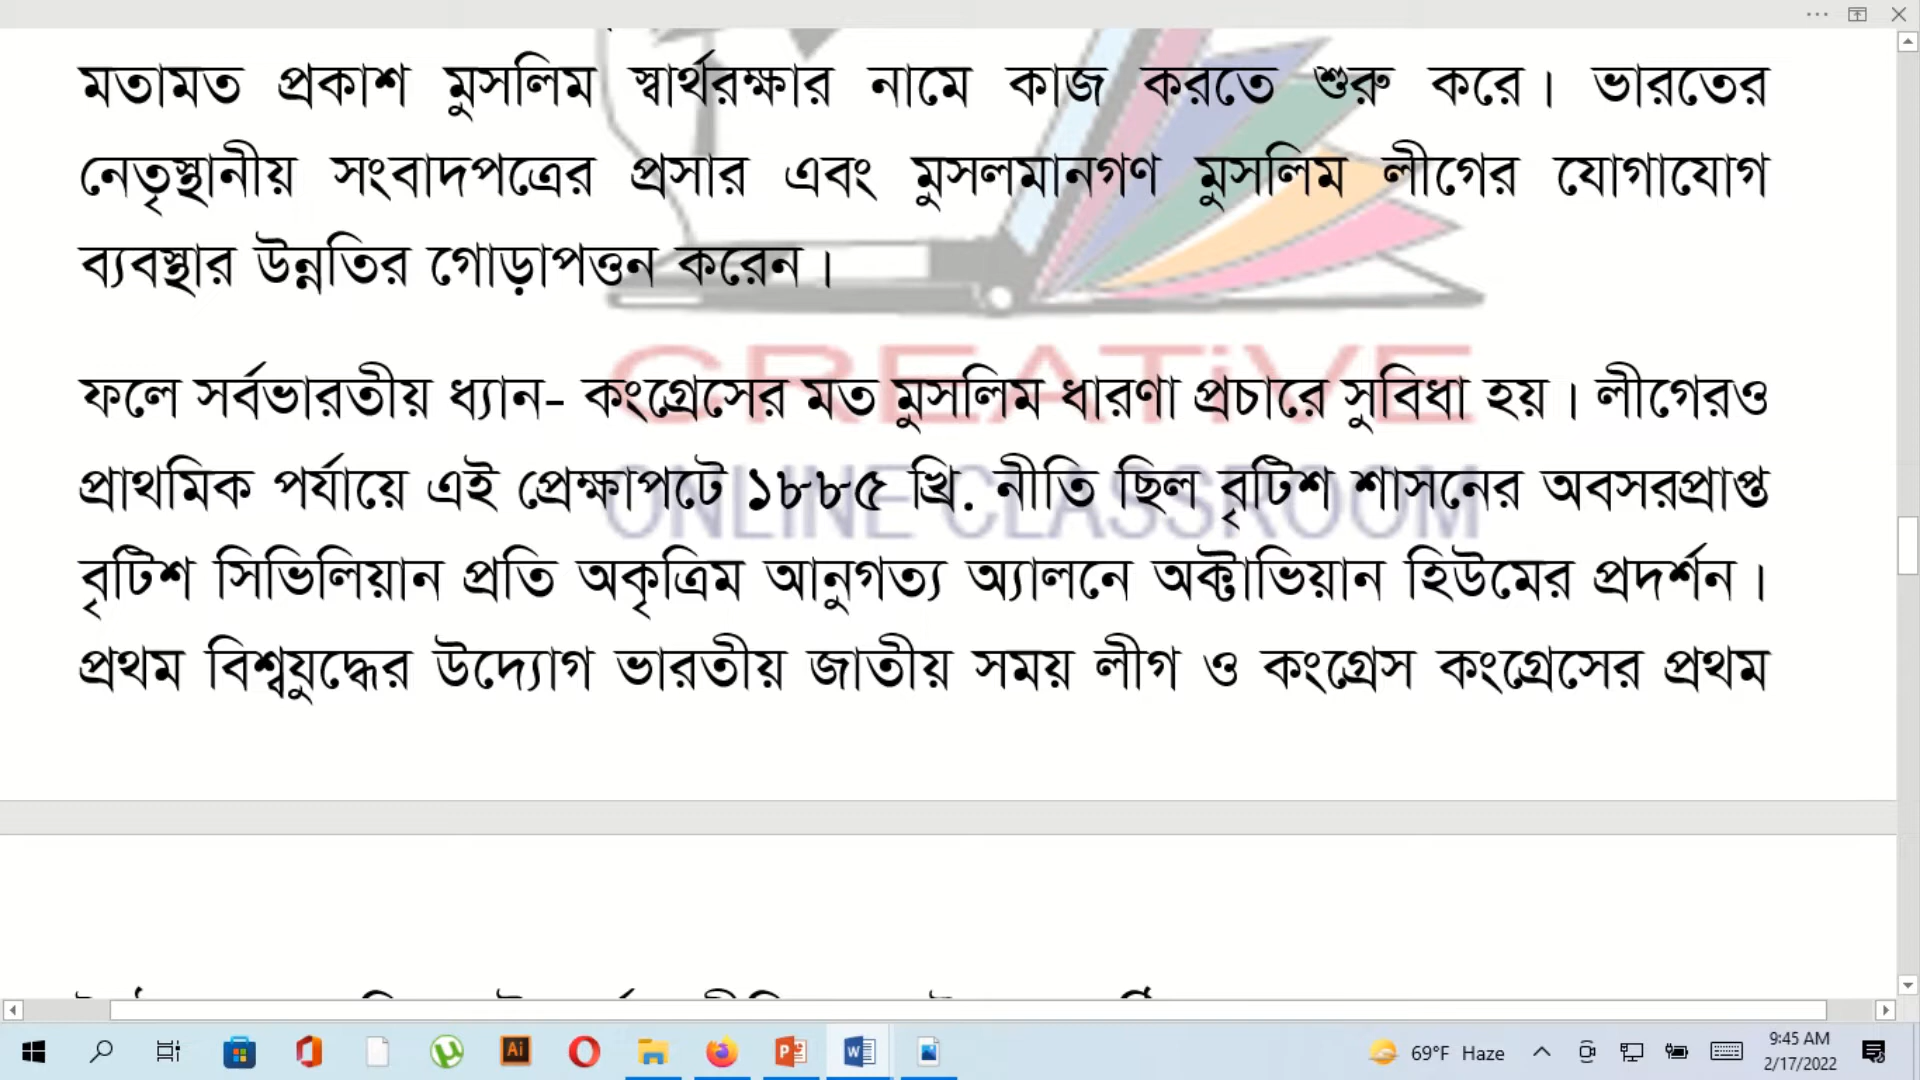 মতামত প্রকাশ মুসলিম স্বার্থরক্ষার নামে কাজ করতে শুরু করে। ভারতের
নেতৃস্থানীয় সংবাদপত্রের প্রসার এবং মুসলমানগণ মুসলিম লীগের যোগাযোগ
ব্যবস্থার উন্নতির গোড়াপত্তন করেন।
ফলে সর্বভারতীয় ধ্যান- কংগ্রেসের মত মুসলিম ধারণা প্রচারে সুবিধা হয়। লীগেরও
প্রাথমিক পর্যায়ে এই প্রেক্ষাপটে ১৮৮৫ খ্রি. নীতি ছিল বৃটিশ শাসনের অবসরপ্রাপ্ত
বৃটিশ সিভিলিয়ান প্রতি অকৃত্রিম আনুগত্য অ্যালনে অক্টাভিয়ান হিউমের প্রদর্শন।
প্রথম বিশ্বযুদ্ধের উদ্যোগ ভারতীয় জাতীয় সময় লীগ ও কংগ্রেস কংগ্রেসের প্রথম
CREATiVE
ONLINE CLASSROOM
69°F Haze
9:45 AM
2/17/2022